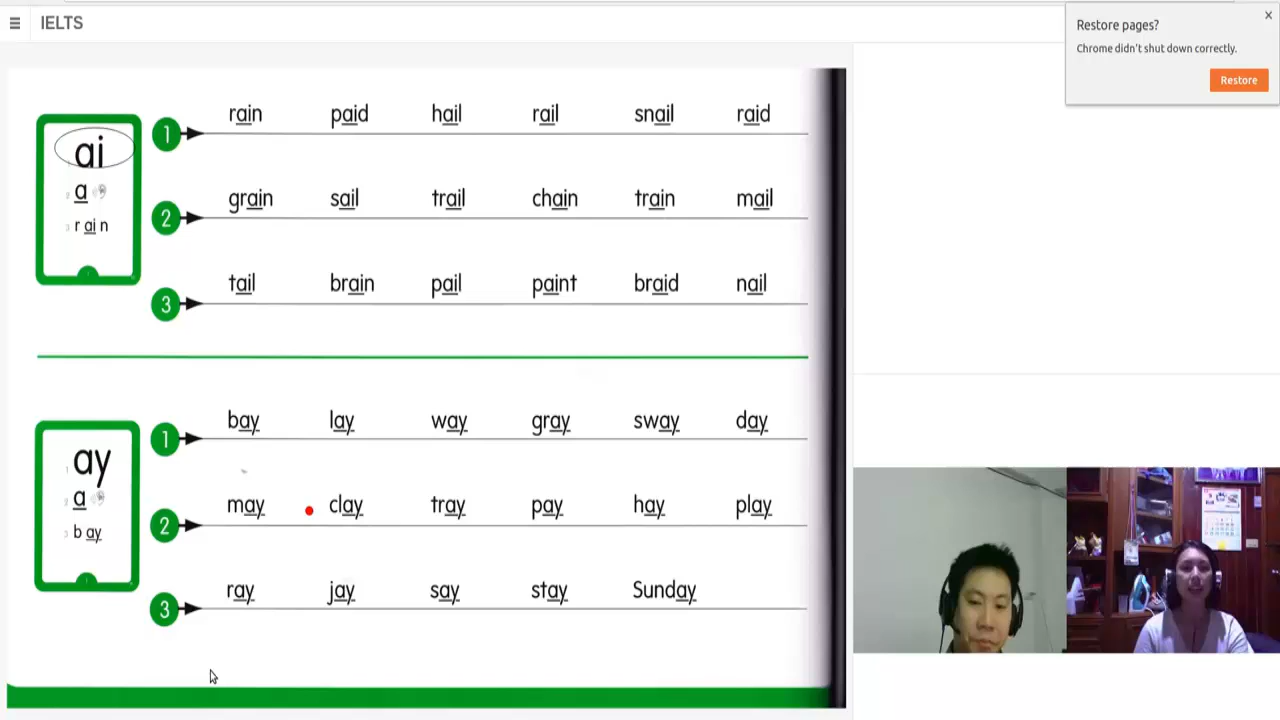 ☰ IELTS
Restore pages?
Chrome didn't shut down correctly.
Restore
ai
a
r ai n
1 rain paid hail rail snail raid
2 grain sail trail chain train mail
3 tail brain pail paint braid nail
ay
a
b ay
1 bay lay way gray sway day
2 may clay tray pay hay play
3 ray jay say stay Sunday